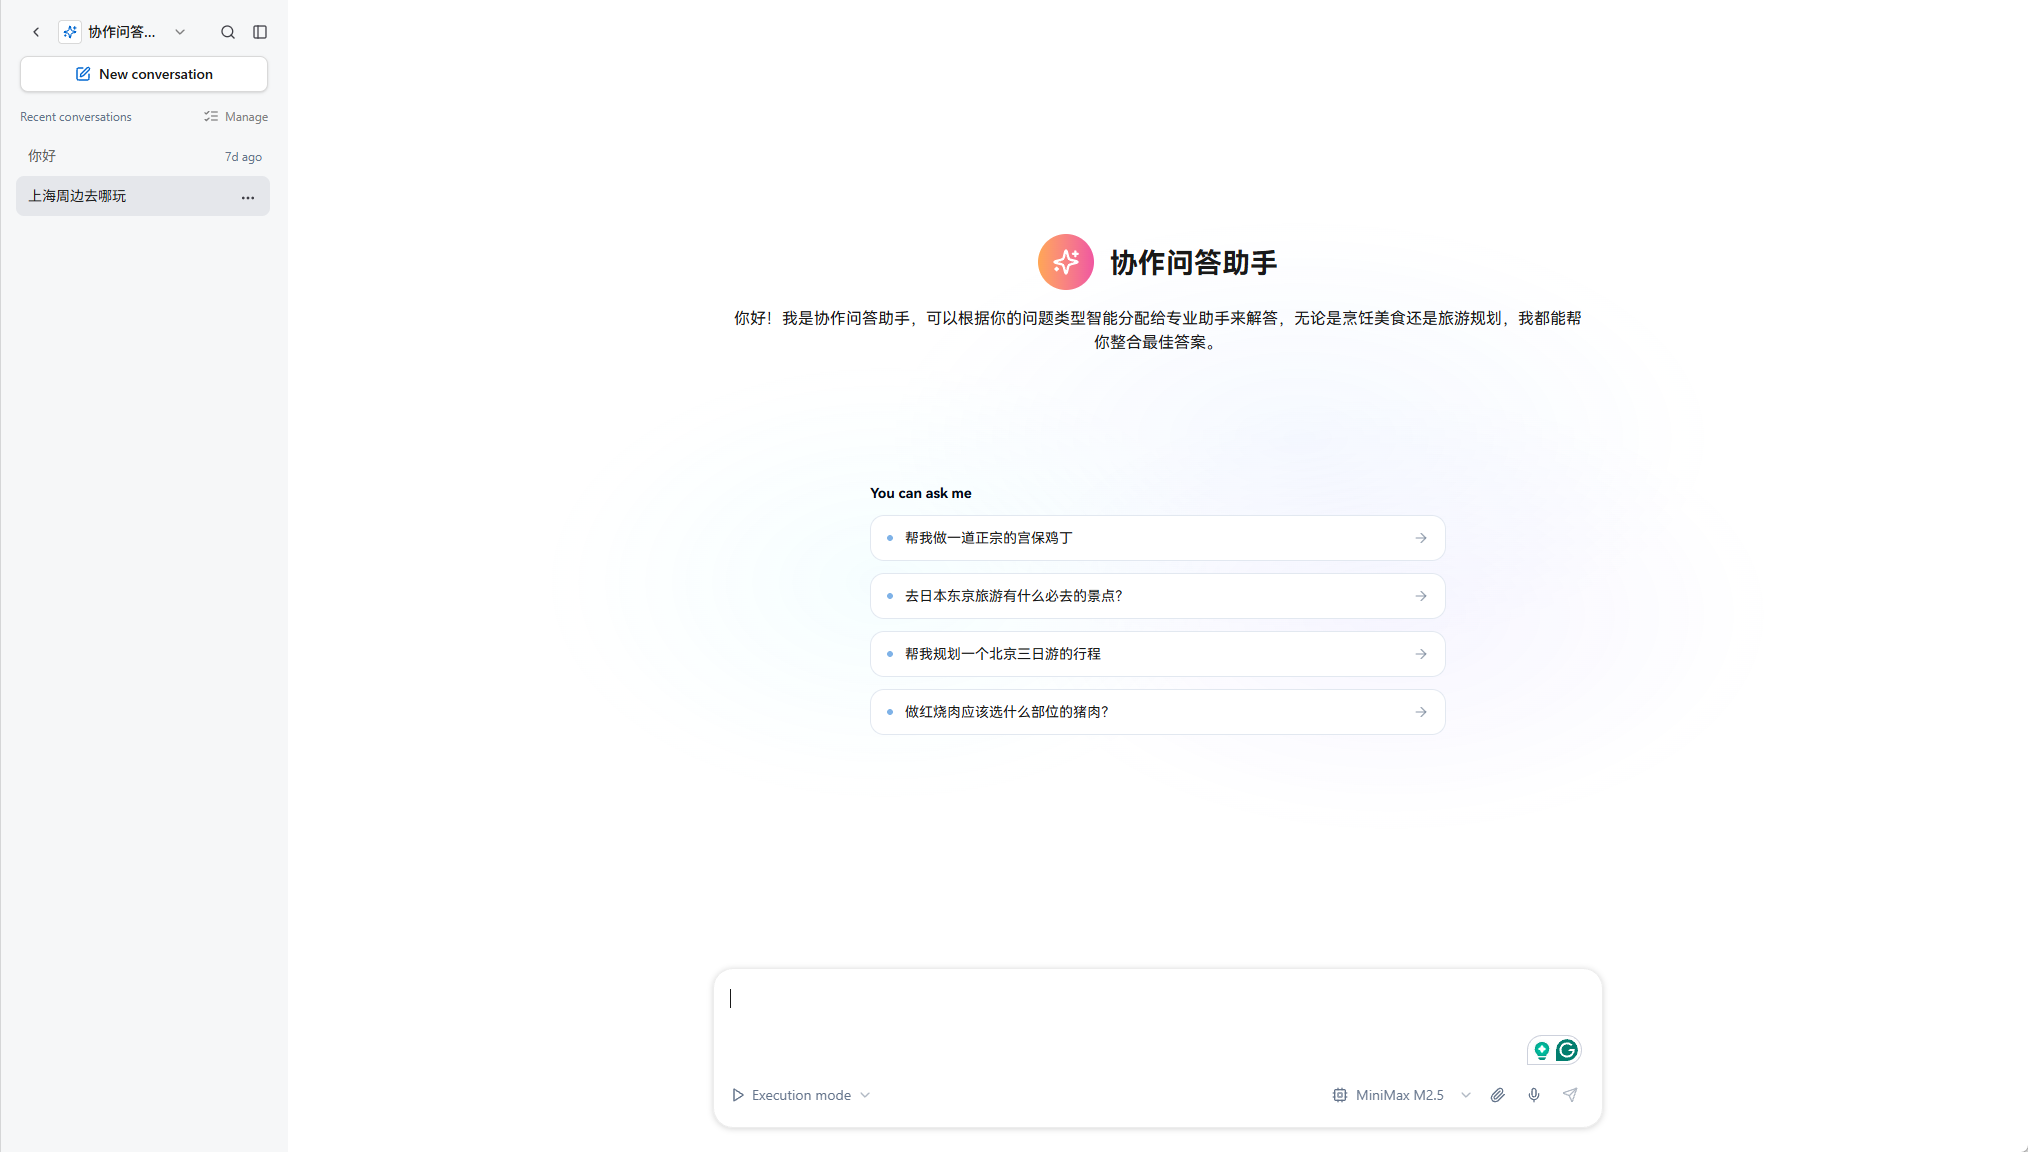 协作问答...
New conversation
Recent conversations
Manage
你好
7d ago
上海周边去哪玩
协作问答助手
你好！我是协作问答助手，可以根据你的问题类型智能分配给专业助手来解答，无论是烹饪美食还是旅游规划，我都能帮
你整合最佳答案。
You can ask me
帮我做一道正宗的宫保鸡丁
去日本东京旅游有什么必去的景点？
帮我规划一个北京三日游的行程
做红烧肉应该选什么部位的猪肉？
Execution mode
MiniMax M2.5